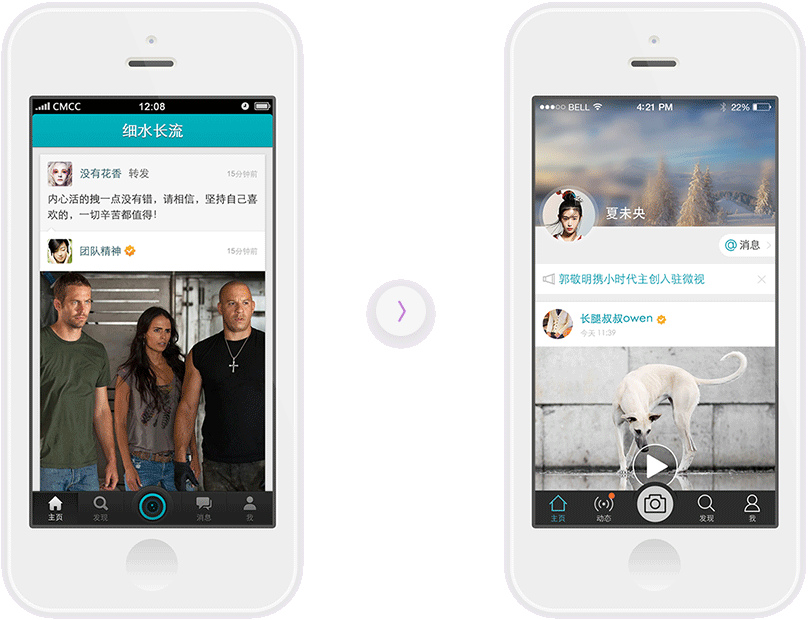 CMCC 12:08
细水长流
没有花香 转发 15分钟前
内心活的拽一点没有错，请相信，坚持自己喜
欢的，一切辛苦都值得！
团队精神 15分钟前
主页 发现 消息 我
BELL 4:21 PM 22%
夏未央
@消息
郭敬明携小时代主创入驻微视
长腿叔叔owen
今天 11:39
主页 动态 发现 我